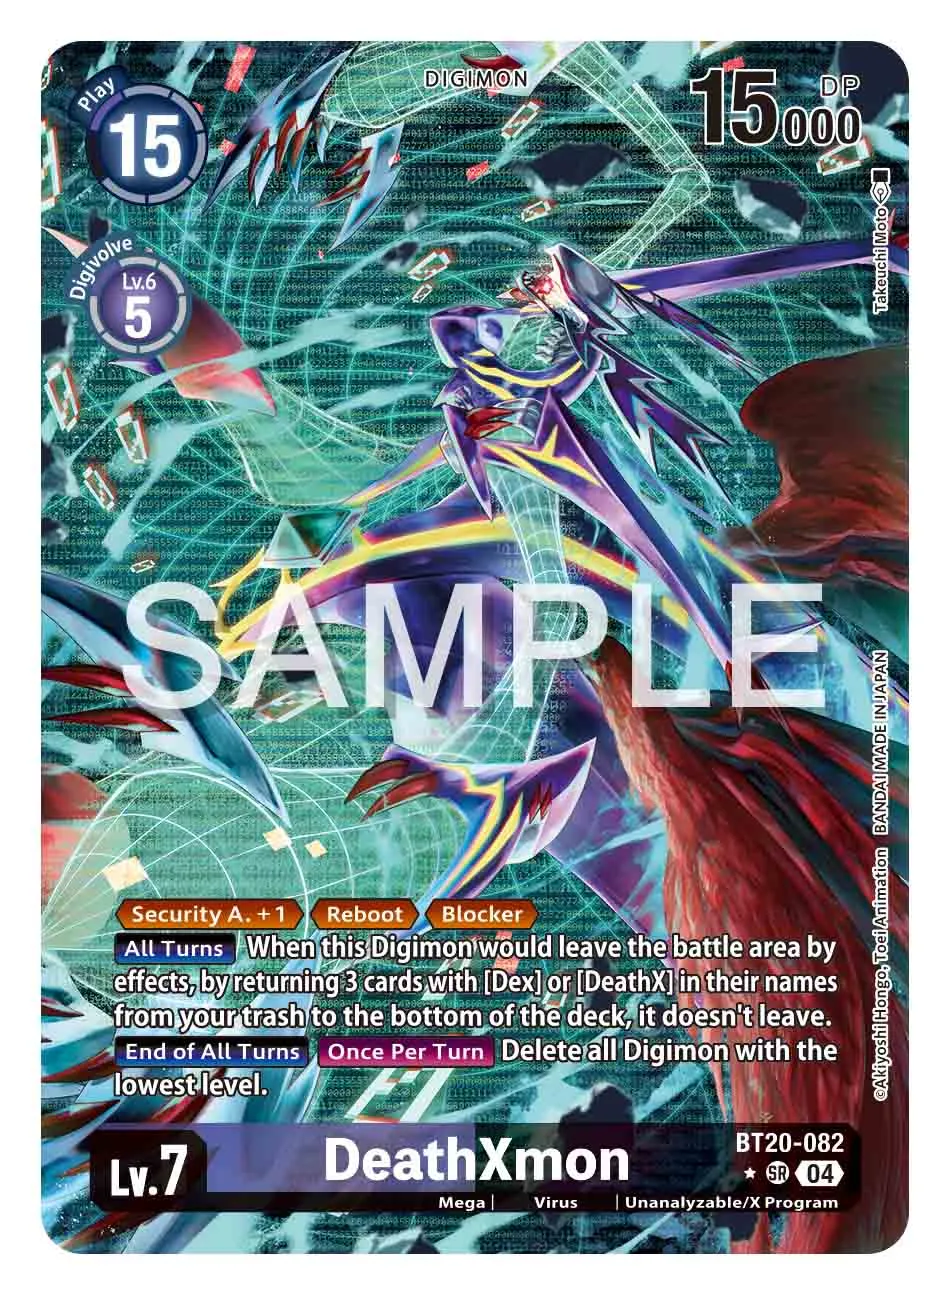 DIGIMON
Play
15
15000
DP
Digivolve
Lv.6
5
Takeuchi Moto
SAMPLE
BANDAI MADE IN JAPAN
©Akiyoshi Hongo, Toei Animation
Security A. +1
Reboot
Blocker
All Turns When this Digimon would leave the battle area by
effects, by returning 3 cards with [Dex] or [DeathX] in their names
from your trash to the bottom of the deck, it doesn't leave.
End of All Turns Once Per Turn Delete all Digimon with the
lowest level.
Lv.7
DeathXmon
BT20-082
SR 04
Mega | Virus | Unanalyzable/X Program